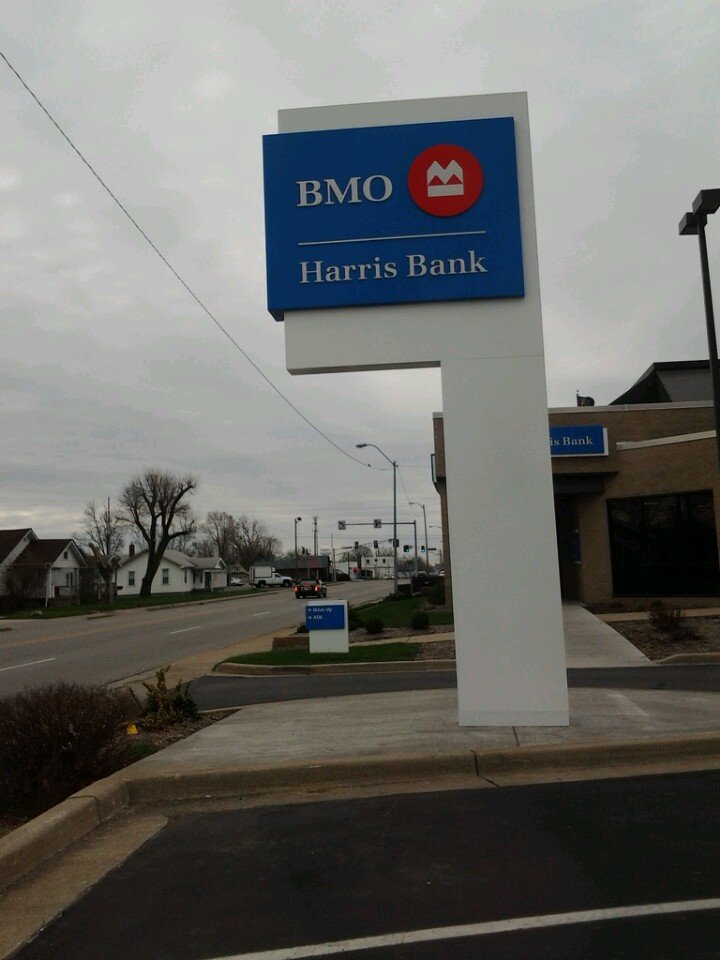 BMO
Harris Bank
is Bank
Drive Up
ATM